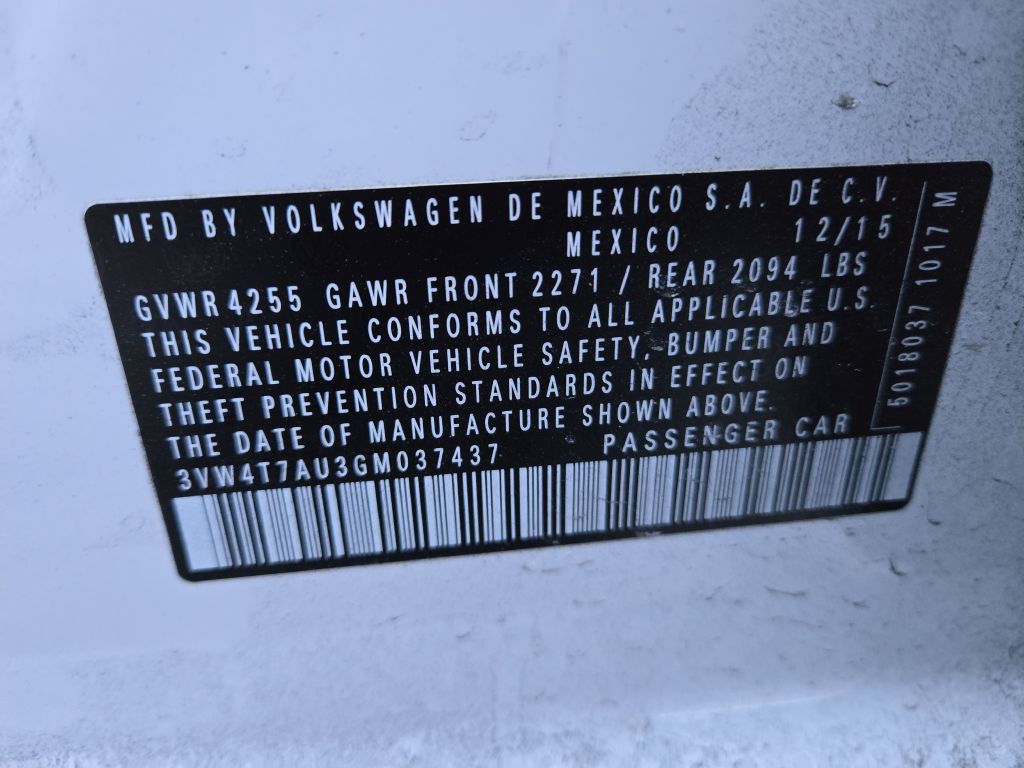 MFD BY VOLKSWAGEN DE MEXICO S.A. DE C.V.
MEXICO 12/15
GVWR 4255 GAWR FRONT 2271 / REAR 2094 LBS
THIS VEHICLE CONFORMS TO ALL APPLICABLE U.S.
FEDERAL MOTOR VEHICLE SAFETY, BUMPER AND
THEFT PREVENTION STANDARDS IN EFFECT ON
THE DATE OF MANUFACTURE SHOWN ABOVE.
3VW4T7AU3GM037437 PASSENGER CAR
5018037 1017 M